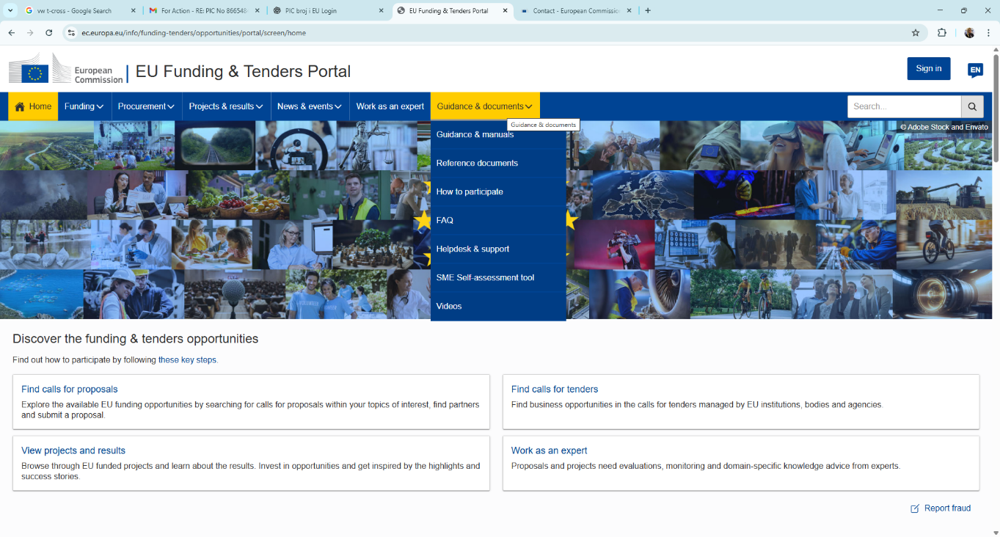 vw t-cross - Google Search
For Action - RE: PIC No 866548
PIC broj i EU Login
EU Funding & Tenders Portal
Contact - European Commission
ec.europa.eu/info/funding-tenders/opportunities/portal/screen/home
European
Commission
EU Funding & Tenders Portal
Sign in
EN
Home
Funding
Procurement
Projects & results
News & events
Work as an expert
Guidance & documents
Search...
Guidance & documents
© Adobe Stock and Envato
Guidance & manuals
Reference documents
How to participate
FAQ
Helpdesk & support
SME Self-assessment tool
Videos
Discover the funding & tenders opportunities
Find out how to participate by following these key steps.
Find calls for proposals
Explore the available EU funding opportunities by searching for calls for proposals within your topics of interest, find partners
and submit a proposal.
Find calls for tenders
Find business opportunities in the calls for tenders managed by EU institutions, bodies and agencies.
View projects and results
Browse through EU funded projects and learn about the results. Invest in opportunities and get inspired by the highlights and
success stories.
Work as an expert
Proposals and projects need evaluations, monitoring and domain-specific knowledge advice from experts.
Report fraud